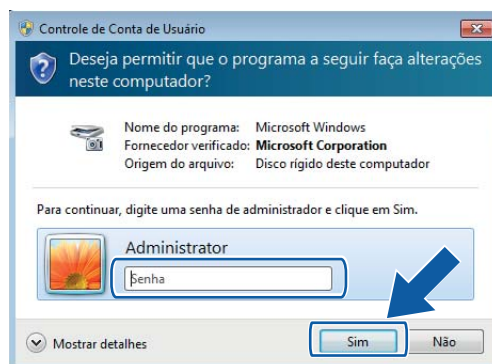 Controle de Conta de Usuário
Deseja permitir que o programa a seguir faça alterações
neste computador?
Nome do programa: Microsoft Windows
Fornecedor verificado: Microsoft Corporation
Origem do arquivo: Disco rígido deste computador
Para continuar, digite uma senha de administrador e clique em Sim.
Administrator
Senha
Mostrar detalhes
Sim
Não